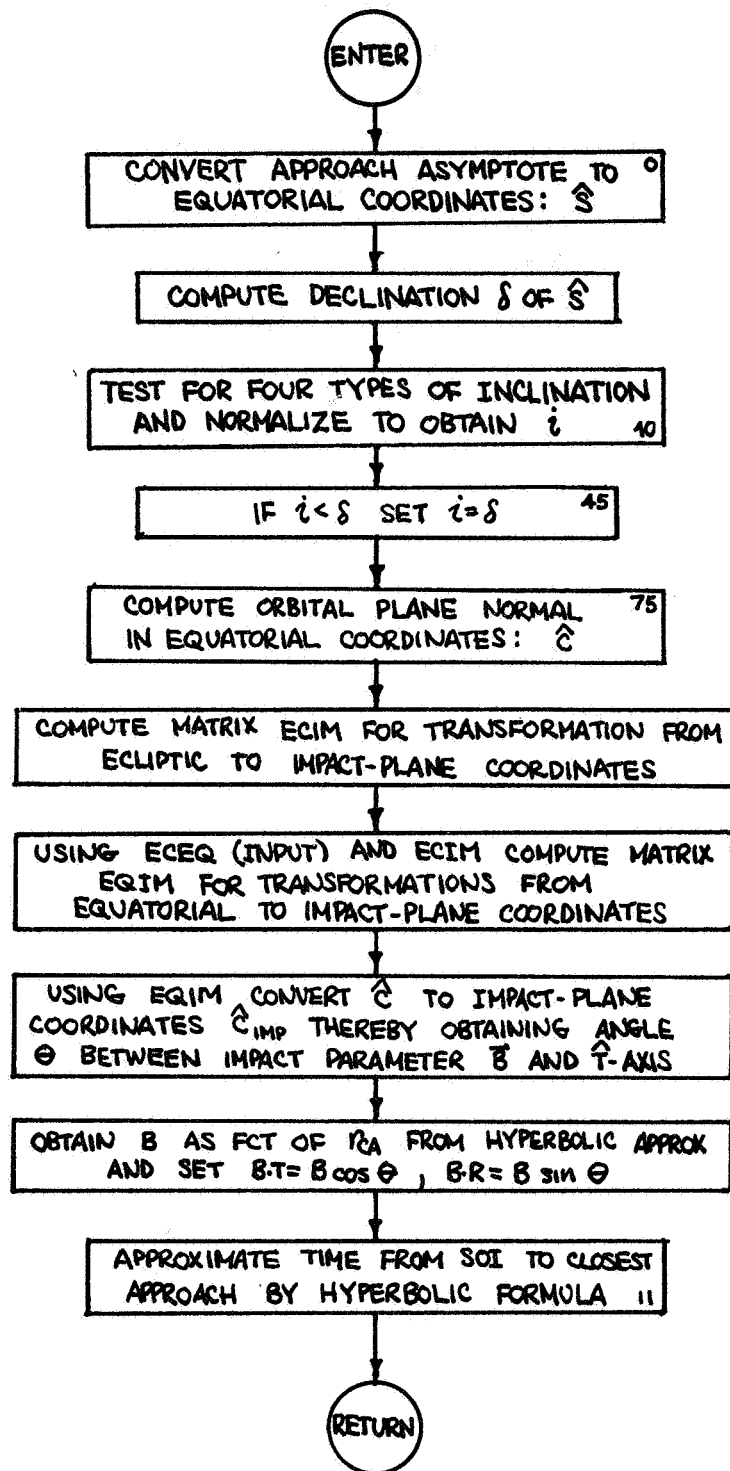 ENTER
CONVERT APPROACH ASYMPTOTE TO 0
EQUATORIAL COORDINATES: Ŝ
COMPUTE DECLINATION δ OF Ŝ
TEST FOR FOUR TYPES OF INCLINATION
AND NORMALIZE TO OBTAIN i 40
IF i < δ SET i = δ 45
COMPUTE ORBITAL PLANE NORMAL 75
IN EQUATORIAL COORDINATES: Ĉ
COMPUTE MATRIX ECIM FOR TRANSFORMATION FROM
ECLIPTIC TO IMPACT-PLANE COORDINATES
USING ECEQ (INPUT) AND ECIM COMPUTE MATRIX
EQIM FOR TRANSFORMATIONS FROM
EQUATORIAL TO IMPACT-PLANE COORDINATES
USING EQIM CONVERT Ĉ TO IMPACT-PLANE
COORDINATES Ĉ_IMP THEREBY OBTAINING ANGLE
Θ BETWEEN IMPACT PARAMETER B⃗ AND T̂-AXIS
OBTAIN B AS FCT OF r_CA FROM HYPERBOLIC APPROX
AND SET B·T = B cos Θ , B·R = B sin Θ
APPROXIMATE TIME FROM SOI TO CLOSEST
APPROACH BY HYPERBOLIC FORMULA 11
RETURN